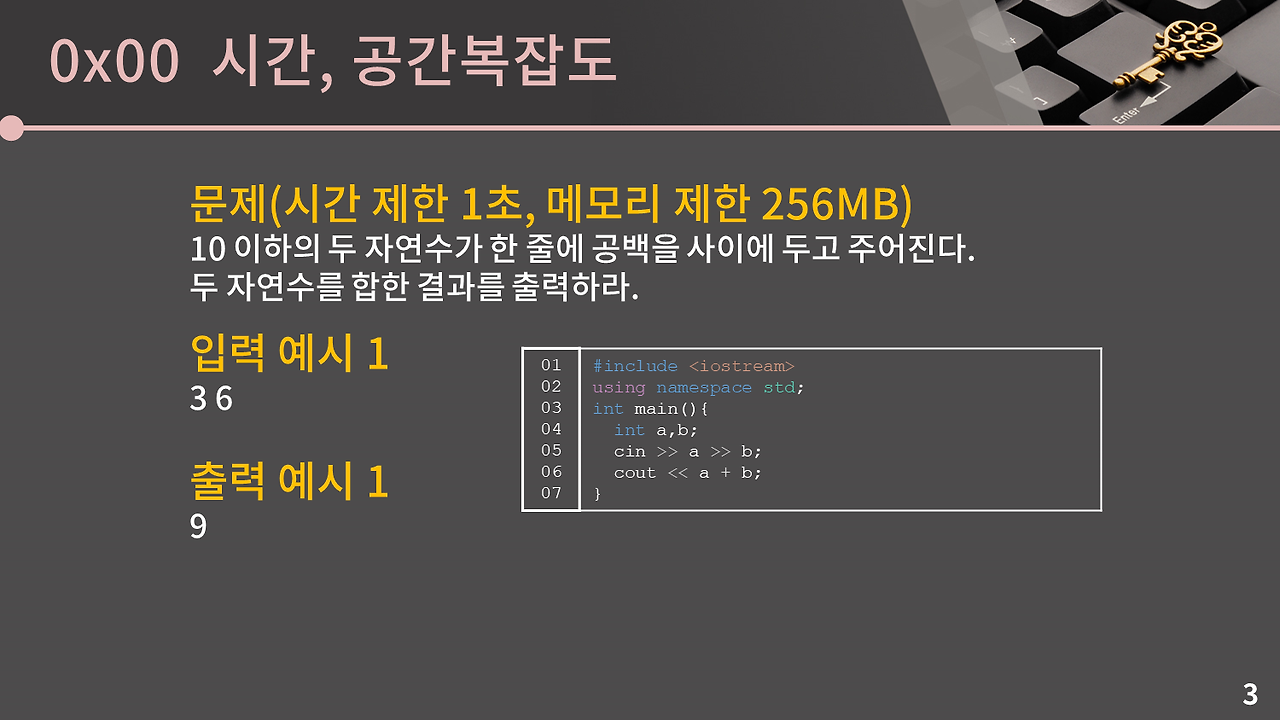 0x00 시간, 공간복잡도
Enter
문제(시간 제한 1초, 메모리 제한 256MB)
10 이하의 두 자연수가 한 줄에 공백을 사이에 두고 주어진다.
두 자연수를 합한 결과를 출력하라.
입력 예시 1
3 6
출력 예시 1
9
01 #include <iostream>
02 using namespace std;
03 int main(){
04 int a,b;
05 cin >> a >> b;
06 cout << a + b;
07 }
3